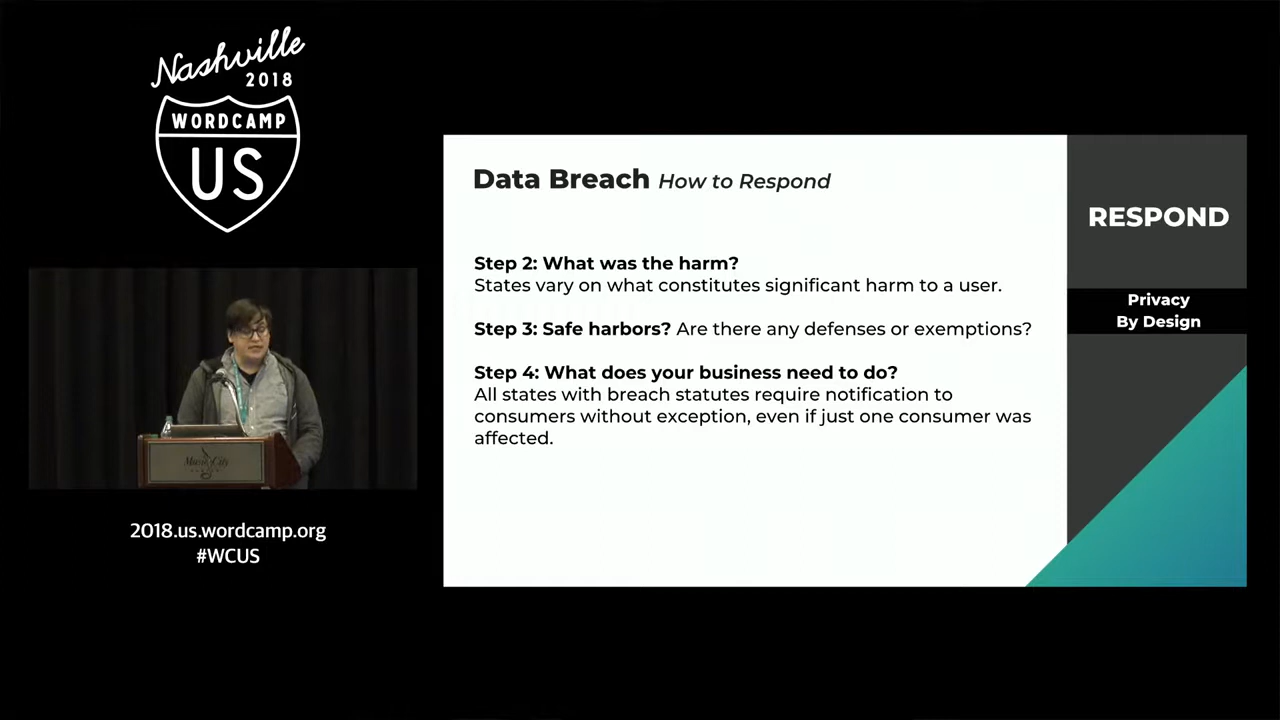 Nashville
2018
WORDCAMP
US
Data Breach How to Respond
Step 2: What was the harm?
States vary on what constitutes significant harm to a user.
Step 3: Safe harbors? Are there any defenses or exemptions?
Step 4: What does your business need to do?
All states with breach statutes require notification to
consumers without exception, even if just one consumer was
affected.
RESPOND
Privacy
By Design
Music City
2018.us.wordcamp.org
#WCUS